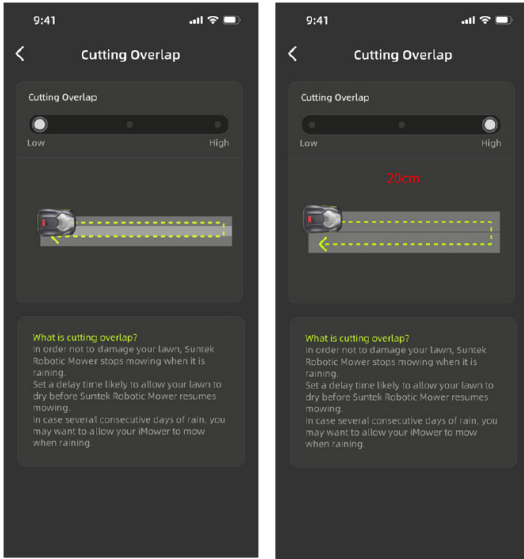 9:41
Cutting Overlap
Cutting Overlap
Low High
What is cutting overlap?
In order not to damage your lawn, Suntek
Robotic Mower stops mowing when it is
raining.
Set a delay time likely to allow your lawn to
dry before Suntek Robotic Mower resumes
mowing.
In case several consecutive days of rain, you
may want to allow your iMower to mow
when raining.
9:41
Cutting Overlap
Cutting Overlap
Low High
20cm
What is cutting overlap?
In order not to damage your lawn, Suntek
Robotic Mower stops mowing when it is
raining.
Set a delay time likely to allow your lawn to
dry before Suntek Robotic Mower resumes
mowing.
In case several consecutive days of rain, you
may want to allow your iMower to mow
when raining.